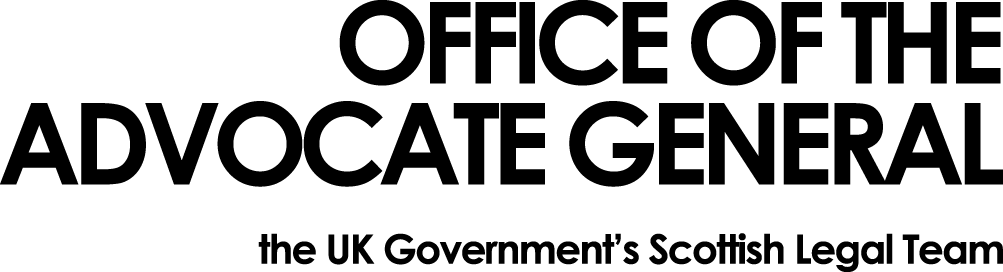 OFFICE OF THE
ADVOCATE GENERAL
the UK Government’s Scottish Legal Team